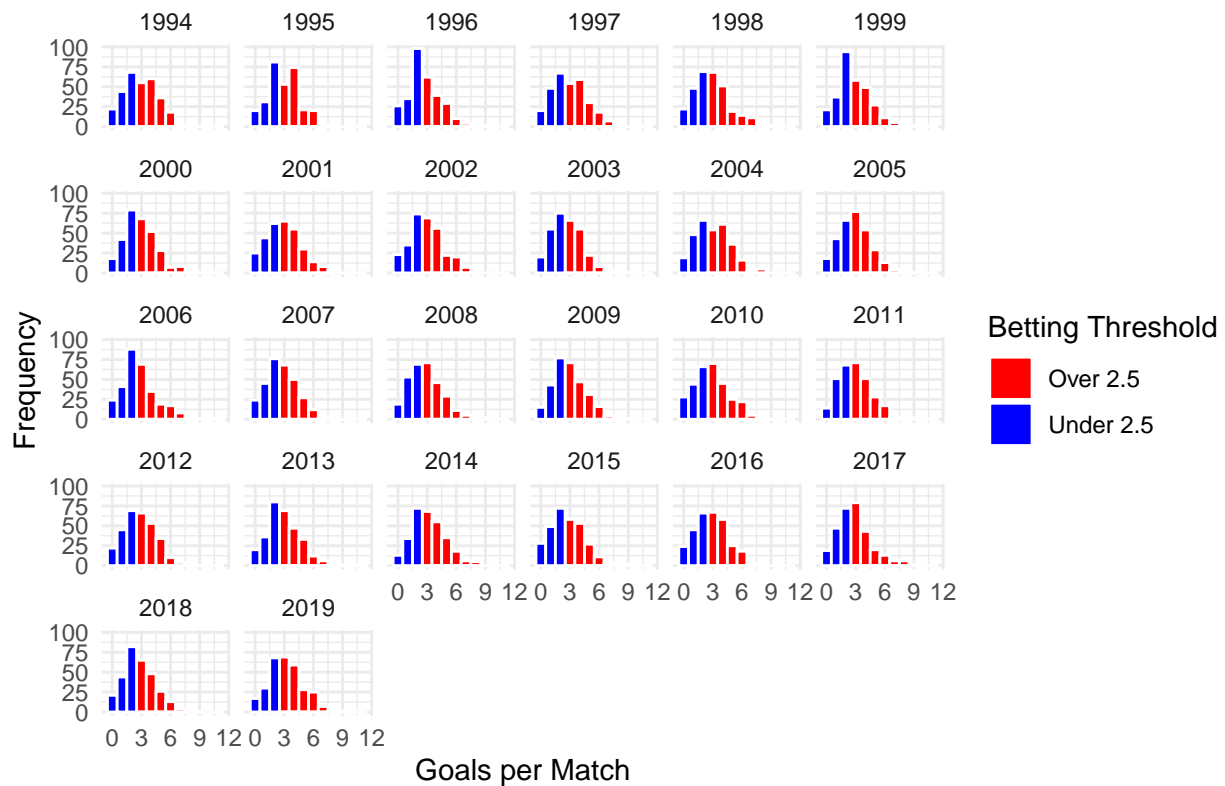 1994 1995 1996 1997 1998 1999
100
75
50
25
0
2000 2001 2002 2003 2004 2005
100
75
50
25
0
2006 2007 2008 2009 2010 2011
100
75
50
25
0
2012 2013 2014 2015 2016 2017
100
75
50
25
0
0 3 6 9 12 0 3 6 9 12 0 3 6 9 12 0 3 6 9 12
2018 2019
100
75
50
25
0
0 3 6 9 12 0 3 6 9 12
Goals per Match
Frequency
Betting Threshold
Over 2.5
Under 2.5